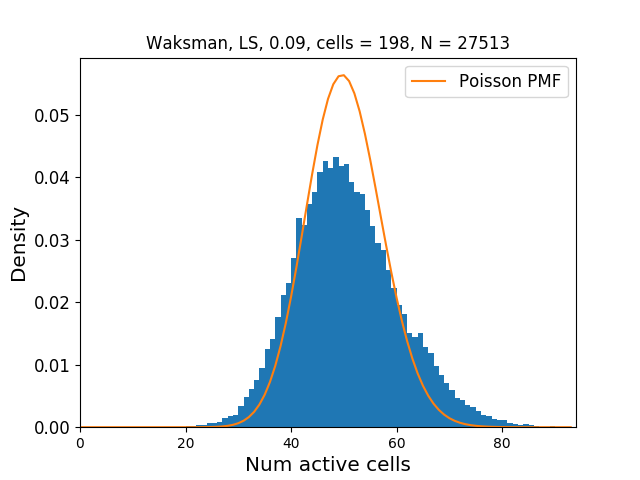 Waksman, LS, 0.09, cells = 198, N = 27513
Poisson PMF
Density
0.05
0.04
0.03
0.02
0.01
0.00
0 20 40 60 80
Num active cells